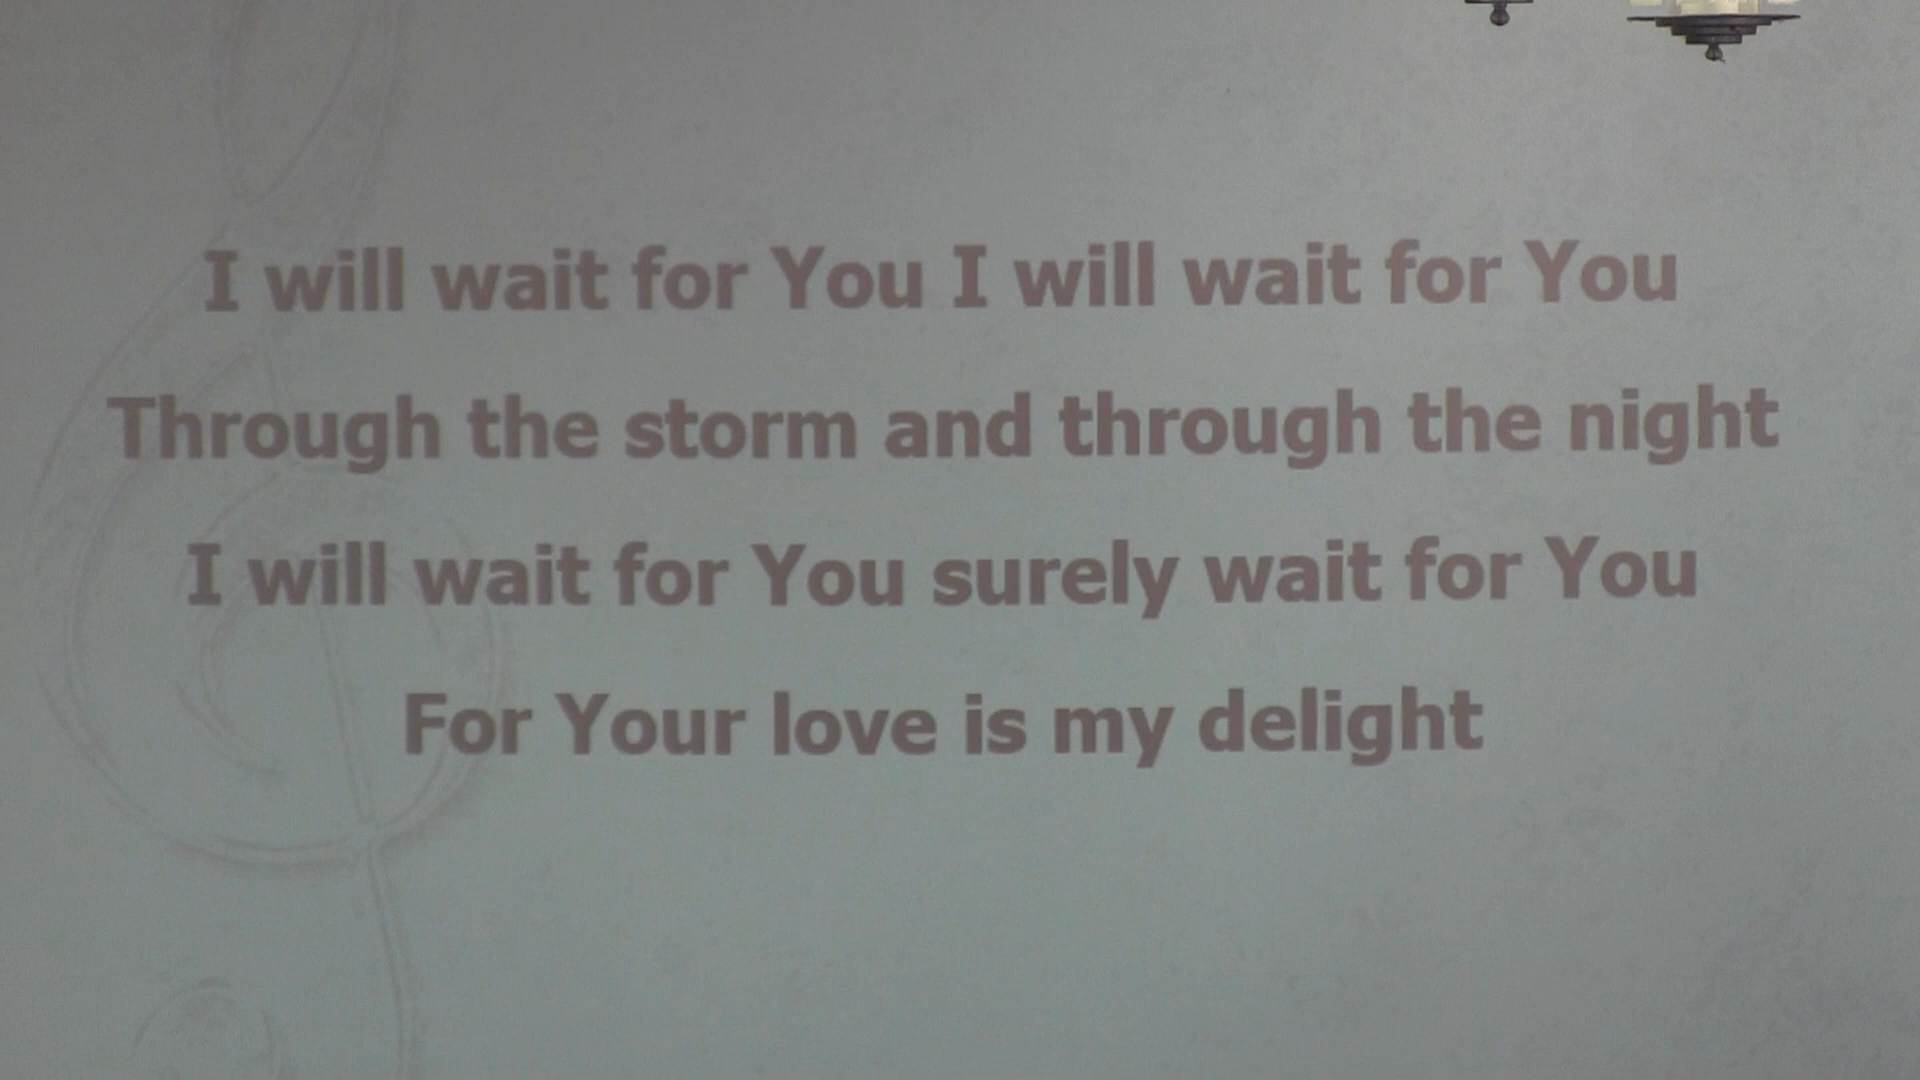 I will wait for You I will wait for You
Through the storm and through the night
I will wait for You surely wait for You
For Your love is my delight